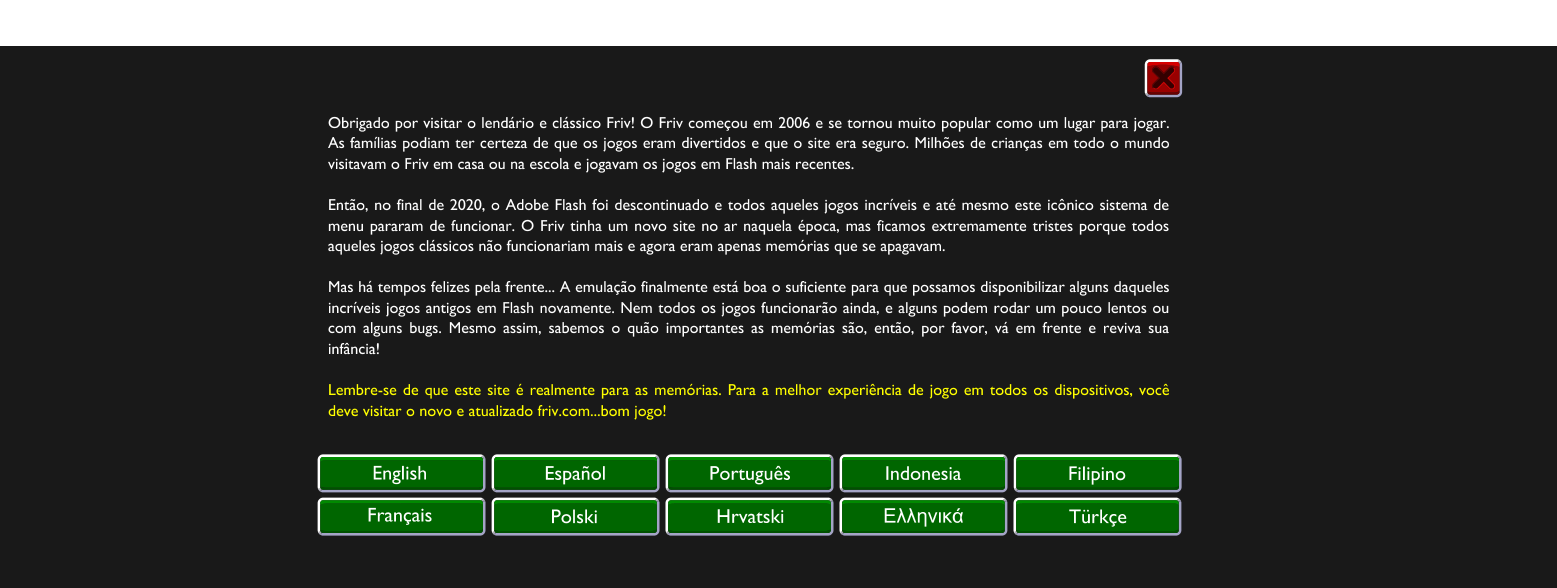 Obrigado por visitar o lendário e clássico Friv! O Friv começou em 2006 e se tornou muito popular como um lugar para jogar.
As famílias podiam ter certeza de que os jogos eram divertidos e que o site era seguro. Milhões de crianças em todo o mundo
visitavam o Friv em casa ou na escola e jogavam os jogos em Flash mais recentes.
Então, no final de 2020, o Adobe Flash foi descontinuado e todos aqueles jogos incríveis e até mesmo este icônico sistema de
menu pararam de funcionar. O Friv tinha um novo site no ar naquela época, mas ficamos extremamente tristes porque todos
aqueles jogos clássicos não funcionariam mais e agora eram apenas memórias que se apagavam.
Mas há tempos felizes pela frente... A emulação finalmente está boa o suficiente para que possamos disponibilizar alguns daqueles
incríveis jogos antigos em Flash novamente. Nem todos os jogos funcionarão ainda, e alguns podem rodar um pouco lentos ou
com alguns bugs. Mesmo assim, sabemos o quão importantes as memórias são, então, por favor, vá em frente e reviva sua
infância!
Lembre-se de que este site é realmente para as memórias. Para a melhor experiência de jogo em todos os dispositivos, você
deve visitar o novo e atualizado friv.com...bom jogo!
English Español Português Indonesia Filipino
Français Polski Hrvatski Ελληνικά Türkçe